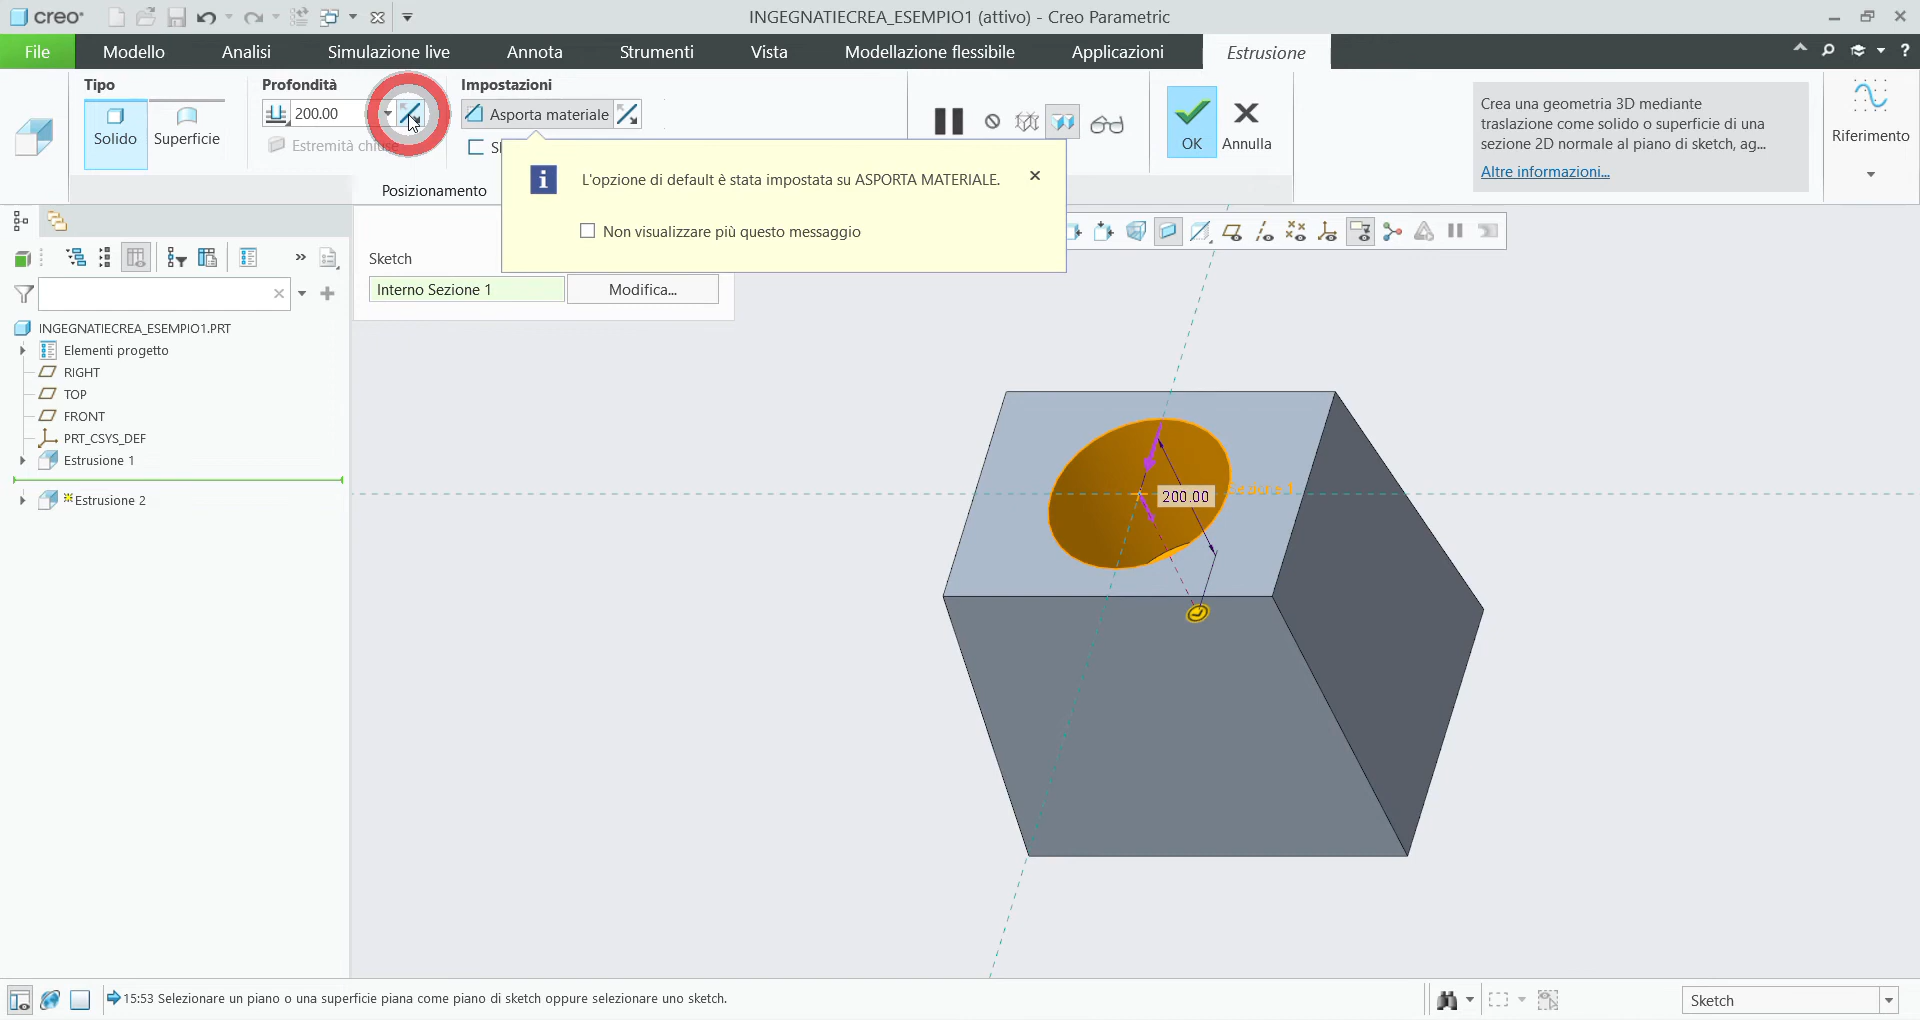 creo
INGEGNATIECREA_ESEMPIO1 (attivo) - Creo Parametric
File
Modello
Analisi
Simulazione live
Annota
Strumenti
Vista
Modellazione flessibile
Applicazioni
Estrusione
Tipo
Profondità
Impostazioni
Solido
Superficie
200.00
Estremità chiuse
Asporta materiale
OK
Annulla
Crea una geometria 3D mediante
traslazione come solido o superficie di una
sezione 2D normale al piano di sketch, ag...
Altre informazioni...
Riferimento
Posizionamento
L'opzione di default è stata impostata su ASPORTA MATERIALE.
Non visualizzare più questo messaggio
Sketch
Interno Sezione 1
Modifica...
INGEGNATIECREA_ESEMPIO1.PRT
Elementi progetto
RIGHT
TOP
FRONT
PRT_CSYS_DEF
Estrusione 1
Estrusione 2
200.00
15:53 Selezionare un piano o una superficie piana come piano di sketch oppure selezionare uno sketch.
Sketch